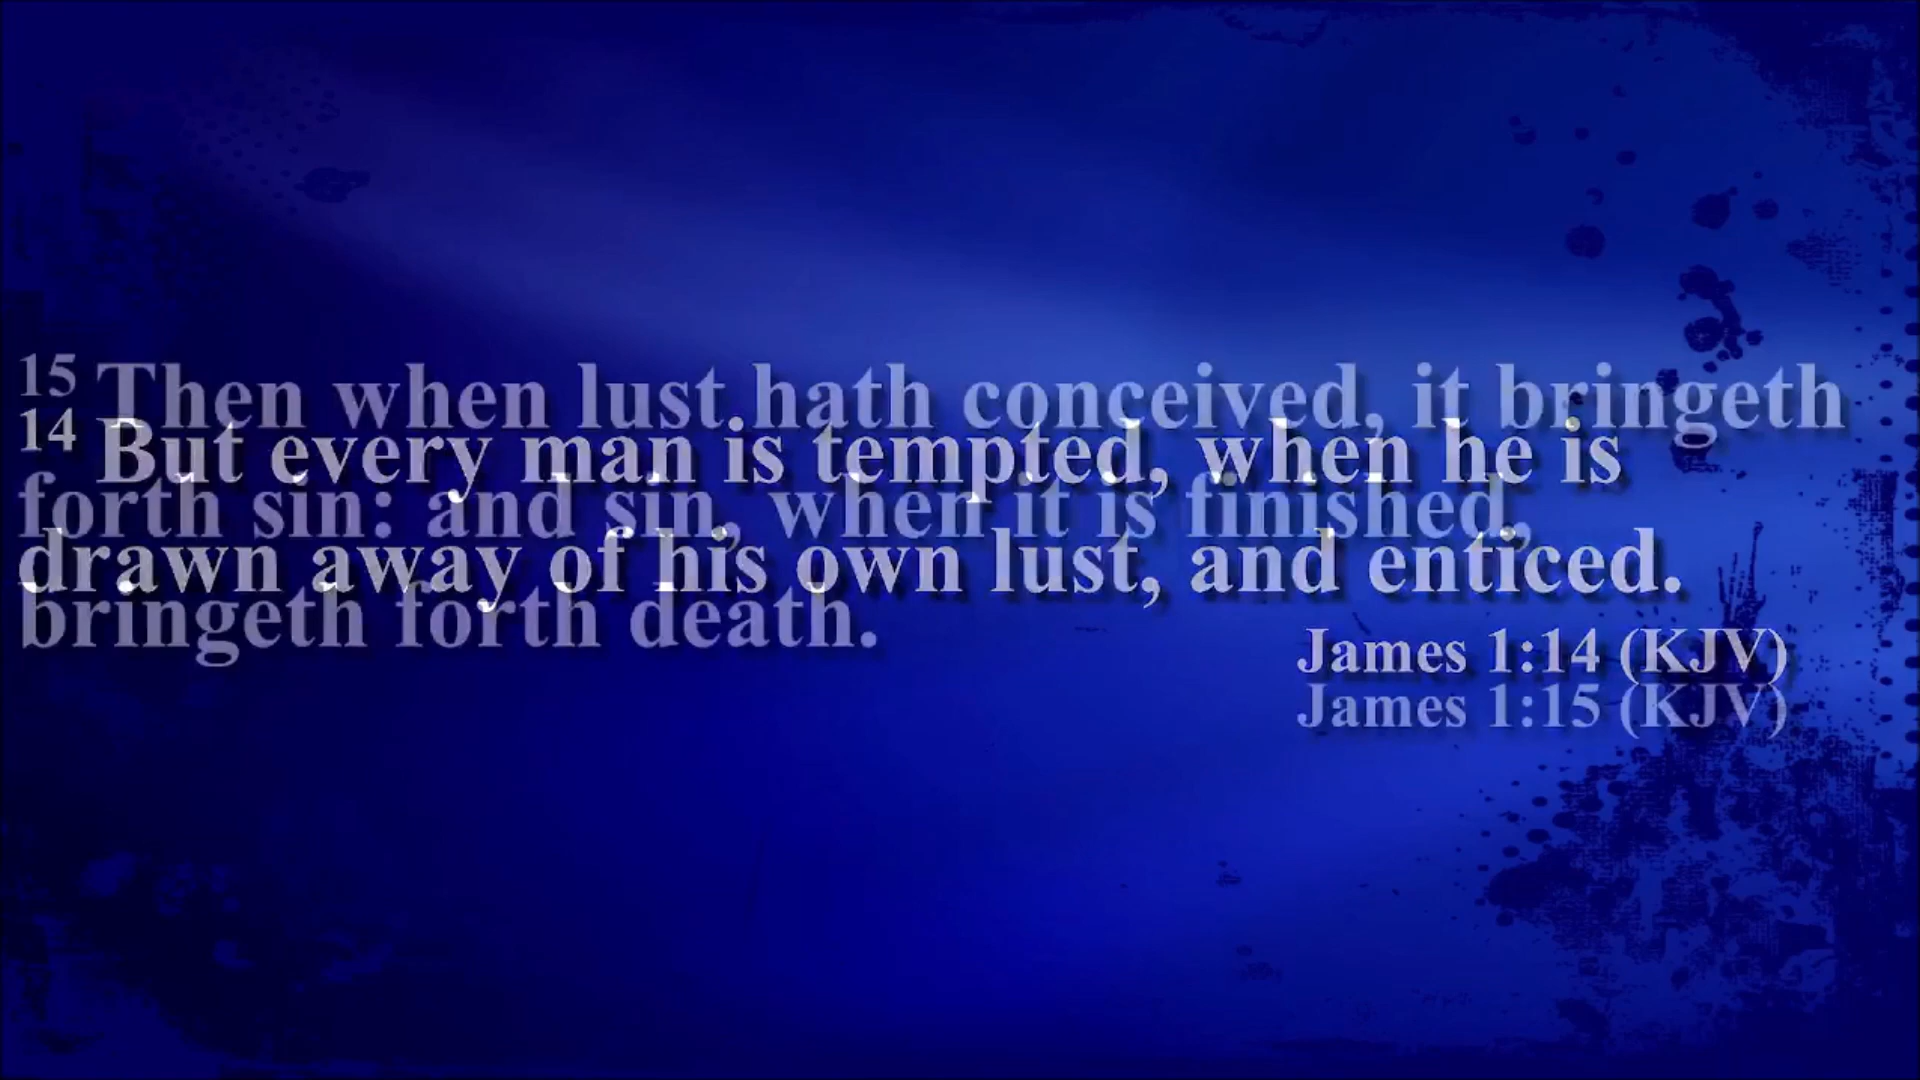 14 But every man is tempted, when he is
drawn away of his own lust, and enticed.
James 1:14 (KJV)
15 Then when lust hath conceived, it bringeth
forth sin: and sin, when it is finished,
bringeth forth death.
James 1:15 (KJV)